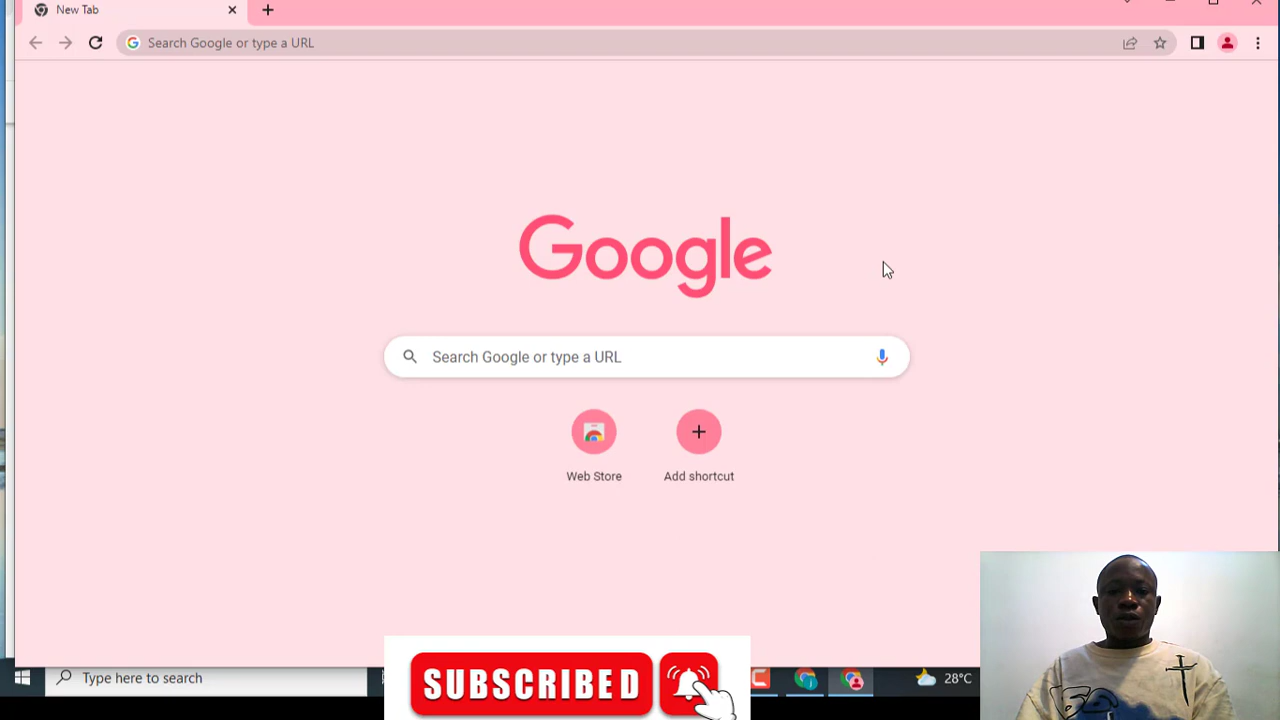 New Tab
Search Google or type a URL
Google
Search Google or type a URL
Web Store
Add shortcut
SUBSCRIBED
Type here to search
28°C